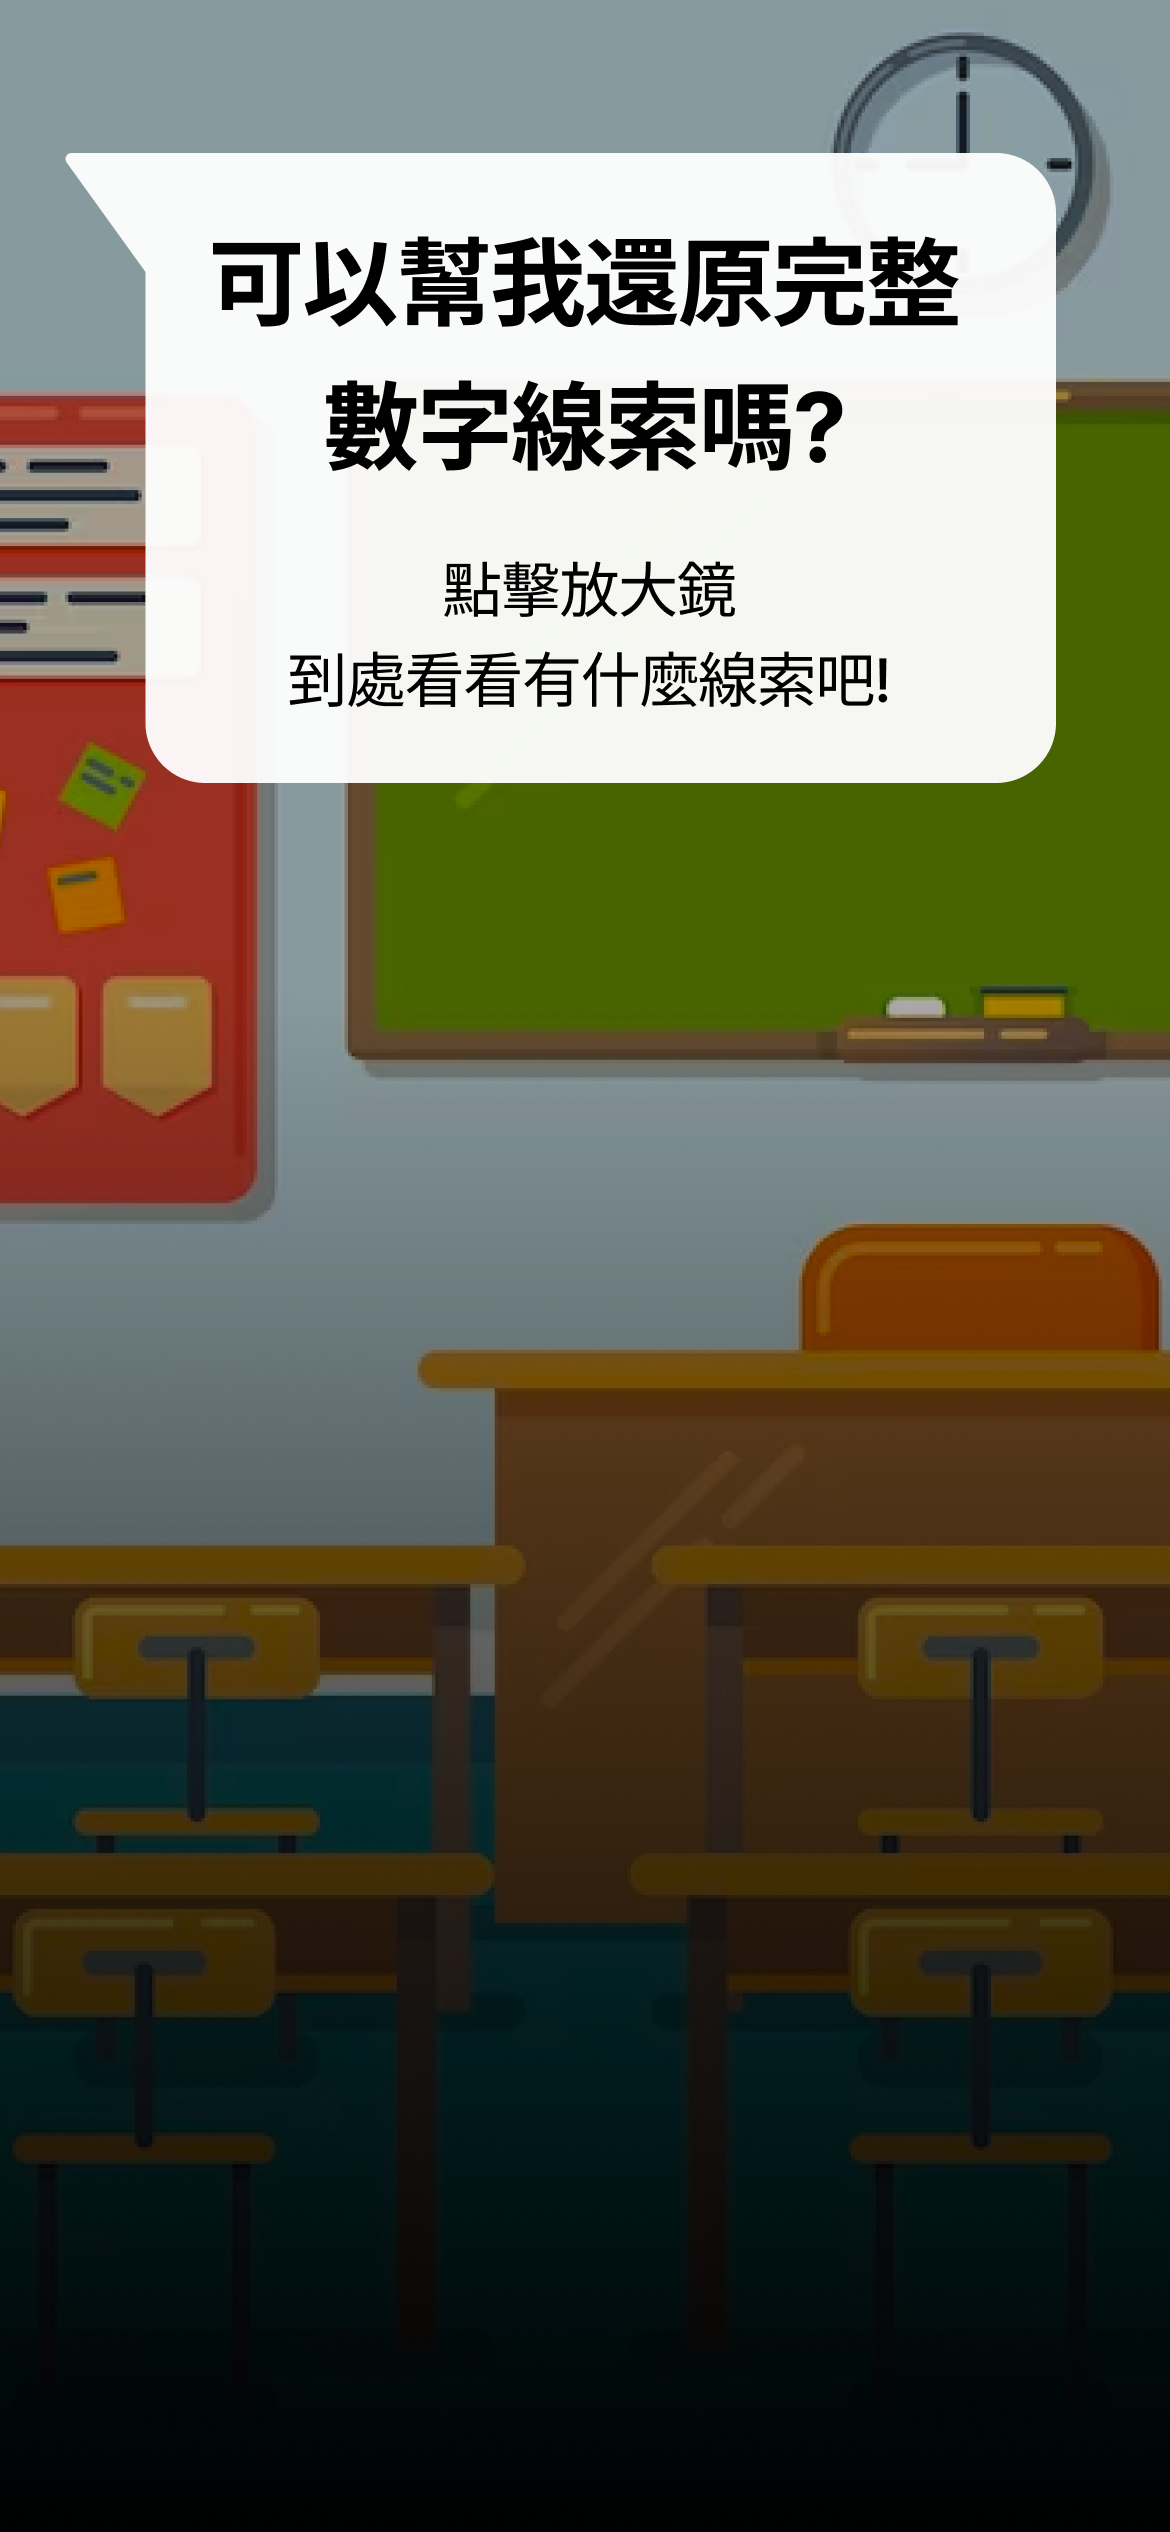 可以幫我還原完整
數字線索嗎?
點擊放大鏡
到處看看有什麼線索吧!